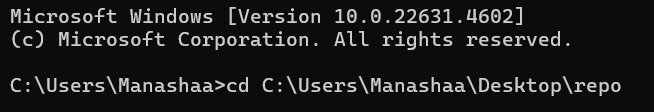 Microsoft Windows [Version 10.0.22631.4602]
(c) Microsoft Corporation. All rights reserved.
C:\Users\Manashaa>cd C:\Users\Manashaa\Desktop\repo